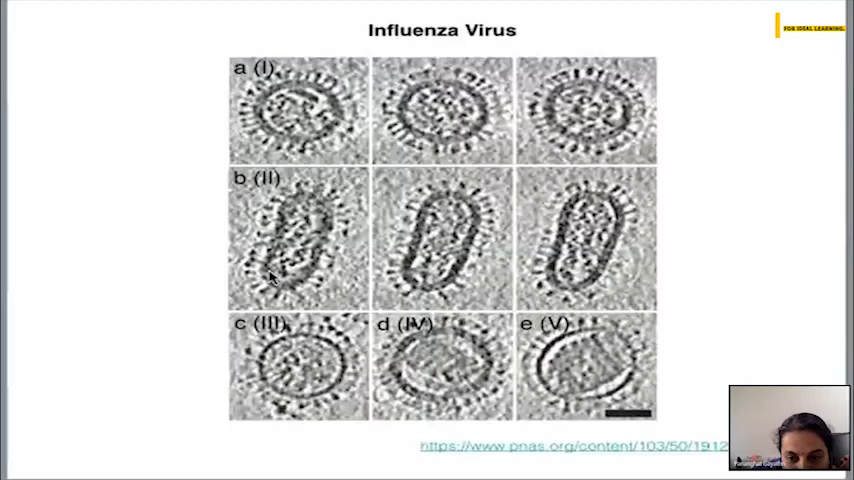 Influenza Virus
FOR IDEAL LEARNING.
a (I)
b (II)
c (III)
d (IV)
e (V)
https://www.pnas.org/content/103/50/1912